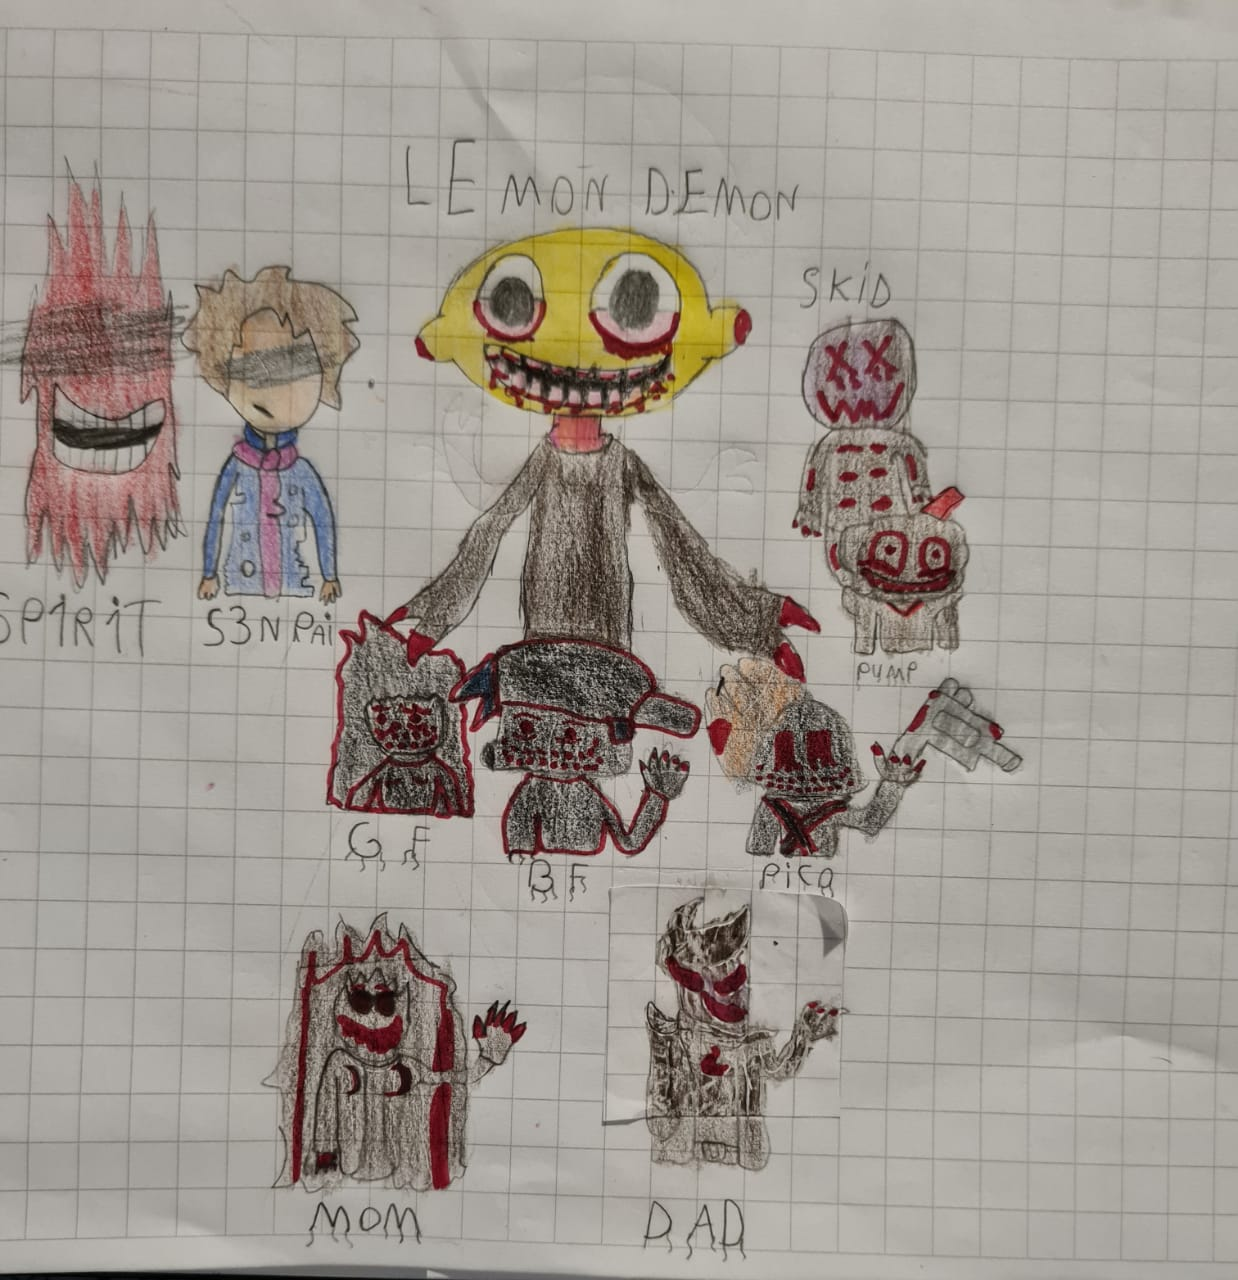 LEMON DEMON
SKiD
SP1R1T
S3NPAi
PUMP
GF
BF
PiCO
MOM
DAD